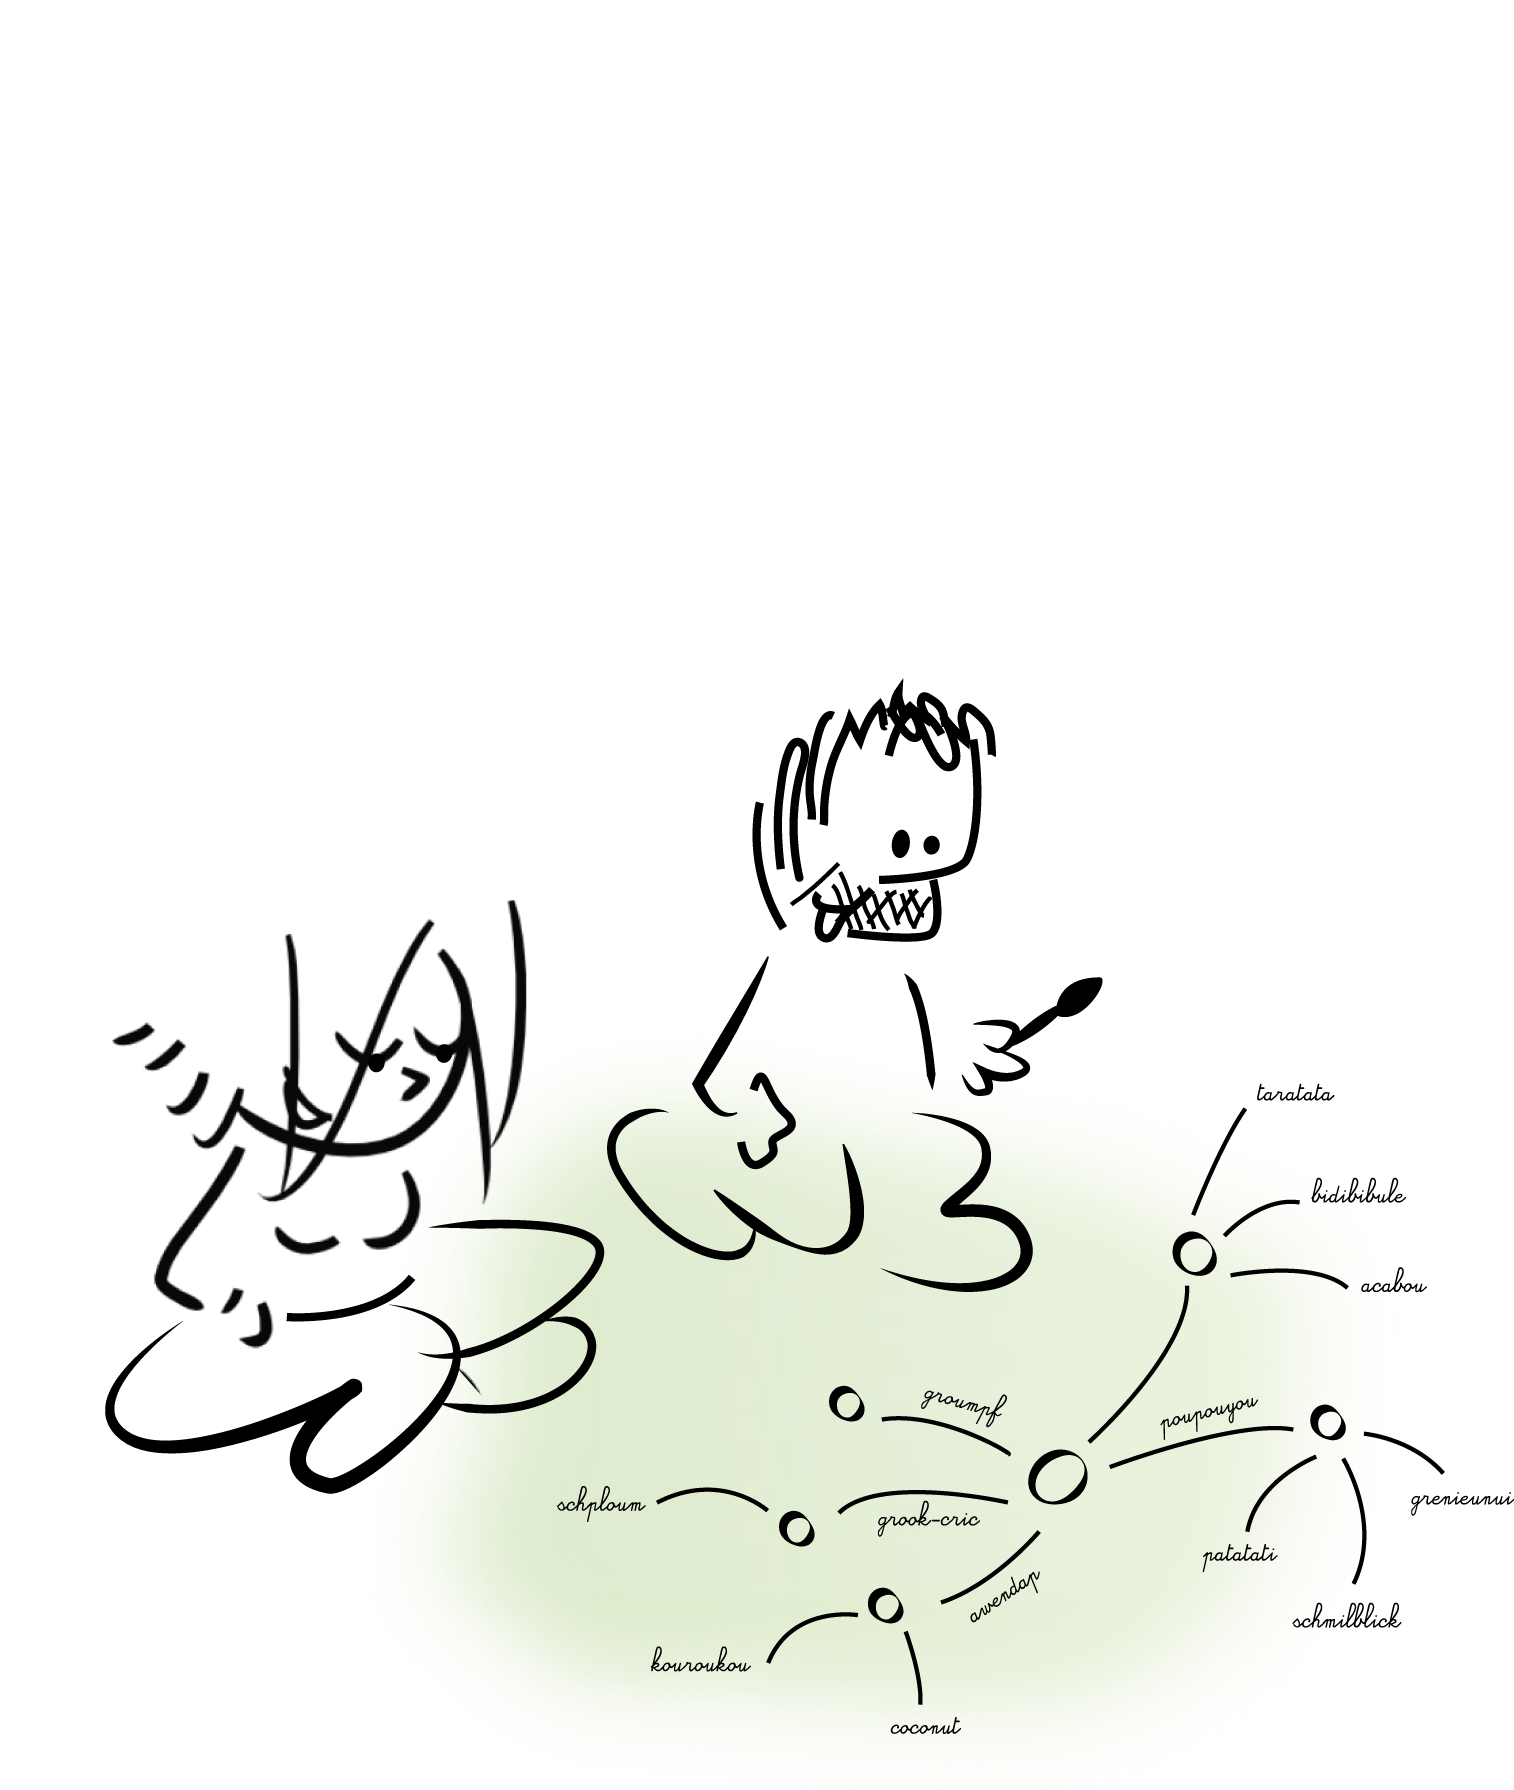 taratata
bidibibule
acabou
groumpf
poupouyou
schploum
grook-cric
grenieunui
patatati
awendap
schmilblick
kouroukou
coconut